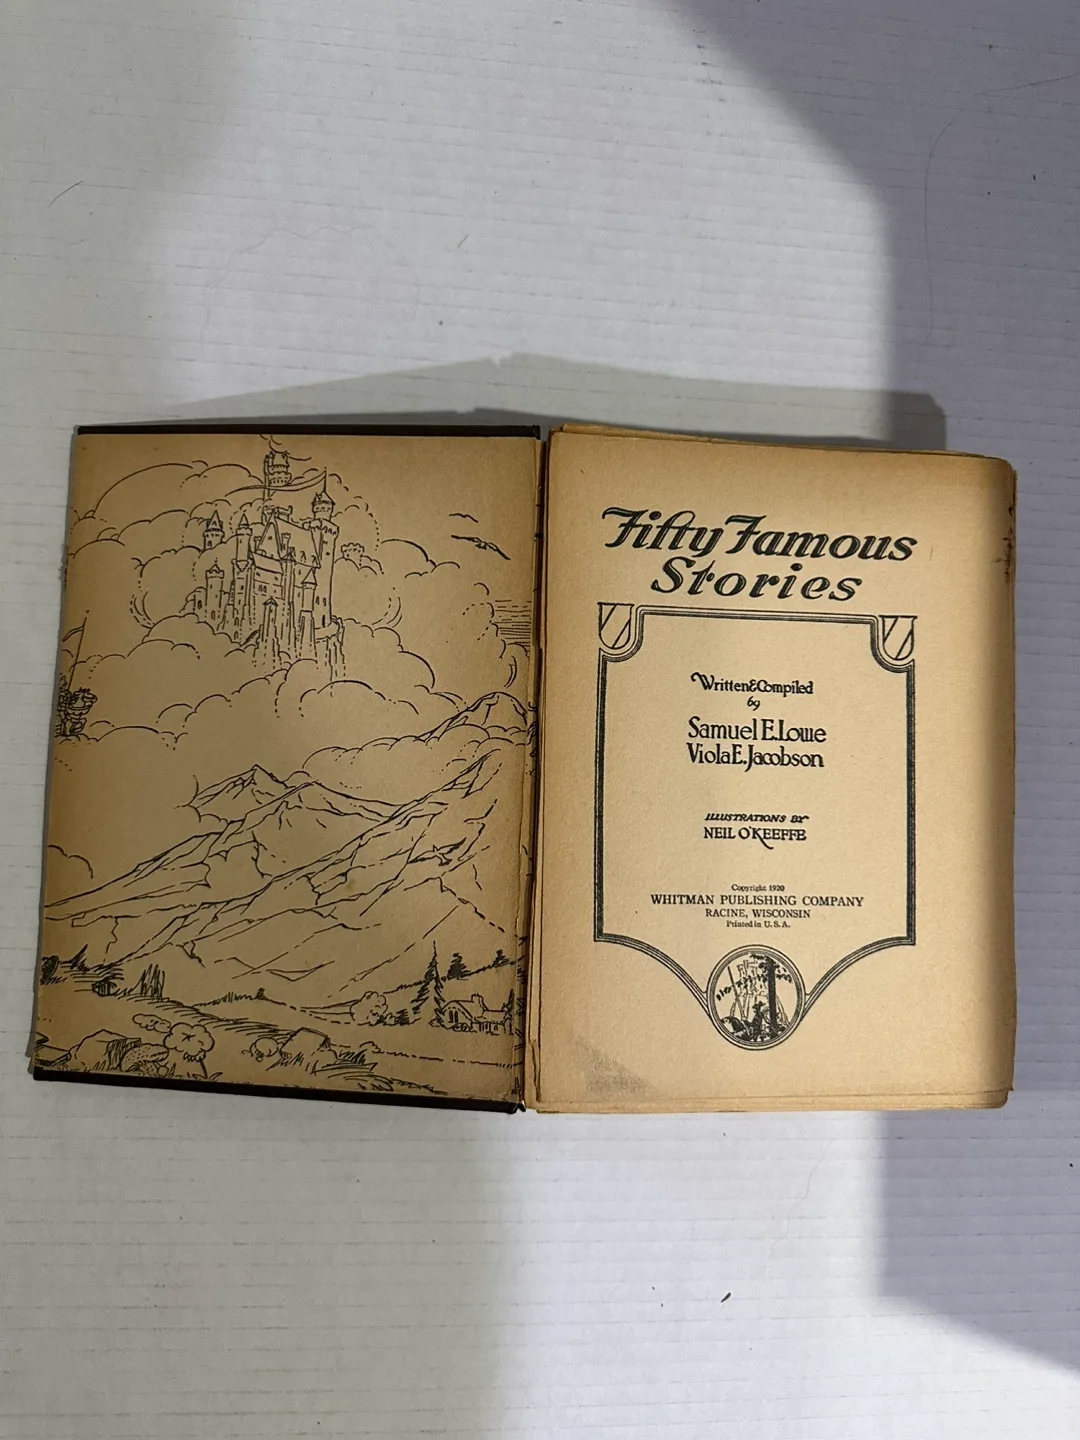 Fifty Famous
Stories
Written & Compiled
by
Samuel E. Lowe
Viola E. Jacobson
ILLUSTRATIONS BY
NEIL O'KEEFFE
Copyright 1920
WHITMAN PUBLISHING COMPANY
RACINE, WISCONSIN
Printed in U. S. A.